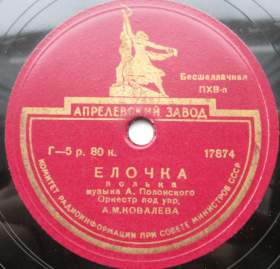 Бесшеллачная
ПХВ-п
АПРЕЛЕВСКИЙ ЗАВОД
Г-5 р. 80 к.
17874
ЕЛОЧКА
полька
музыка А. Полонского
Оркестр под упр.
А.М.КОВАЛЕВА
КОМИТЕТ РАДИОИНФОРМАЦИИ ПРИ СОВЕТЕ МИНИСТРОВ СССР